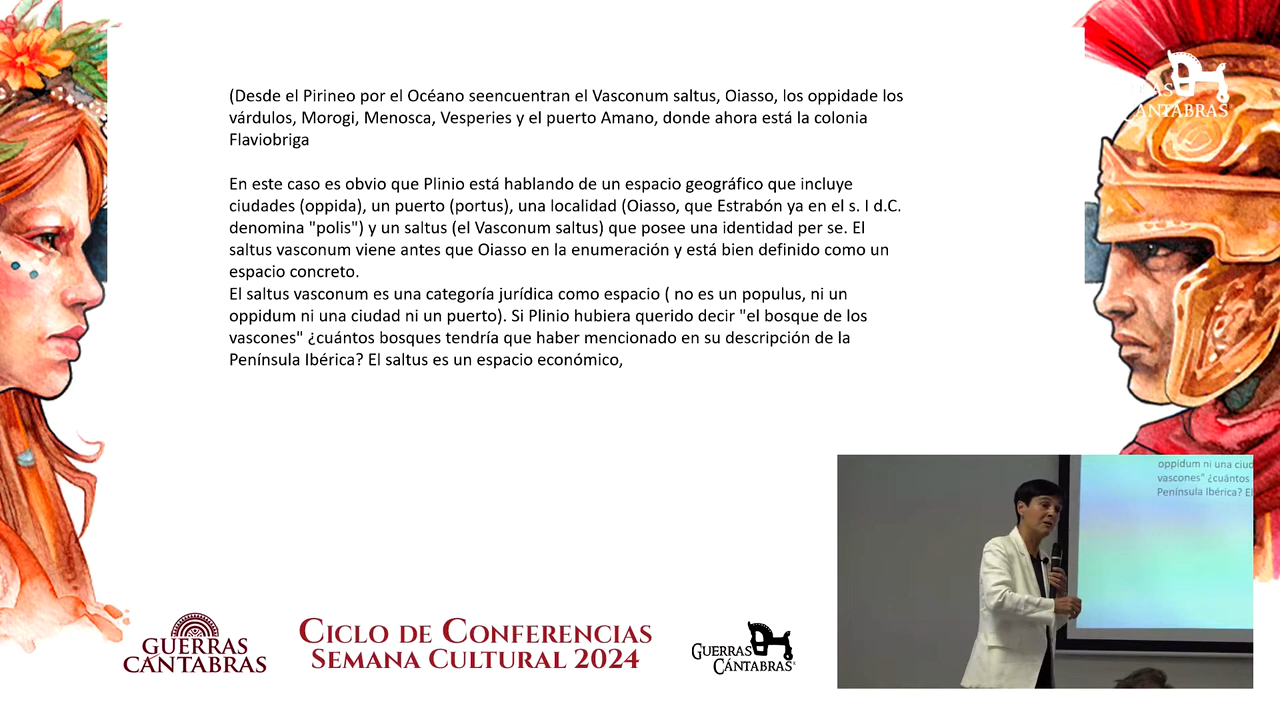 (Desde el Pirineo por el Océano seencuentran el Vasconum saltus, Oiasso, los oppidade los
várdulos, Morogi, Menosca, Vesperies y el puerto Amano, donde ahora está la colonia
Flaviobriga
En este caso es obvio que Plinio está hablando de un espacio geográfico que incluye
ciudades (oppida), un puerto (portus), una localidad (Oiasso, que Estrabón ya en el s. I d.C.
denomina "polis") y un saltus (el Vasconum saltus) que posee una identidad per se. El
saltus vasconum viene antes que Oiasso en la enumeración y está bien definido como un
espacio concreto.
El saltus vasconum es una categoría jurídica como espacio ( no es un populus, ni un
oppidum ni una ciudad ni un puerto). Si Plinio hubiera querido decir "el bosque de los
vascones" ¿cuántos bosques tendría que haber mencionado en su descripción de la
Península Ibérica? El saltus es un espacio económico,
CÁNTABRAS
oppidum ni una ciud
vascones" ¿cuántos
Península Ibérica? El
GUERRAS
CÁNTABRAS
CICLO DE CONFERENCIAS
SEMANA CULTURAL 2024
GUERRAS
CÁNTABRAS